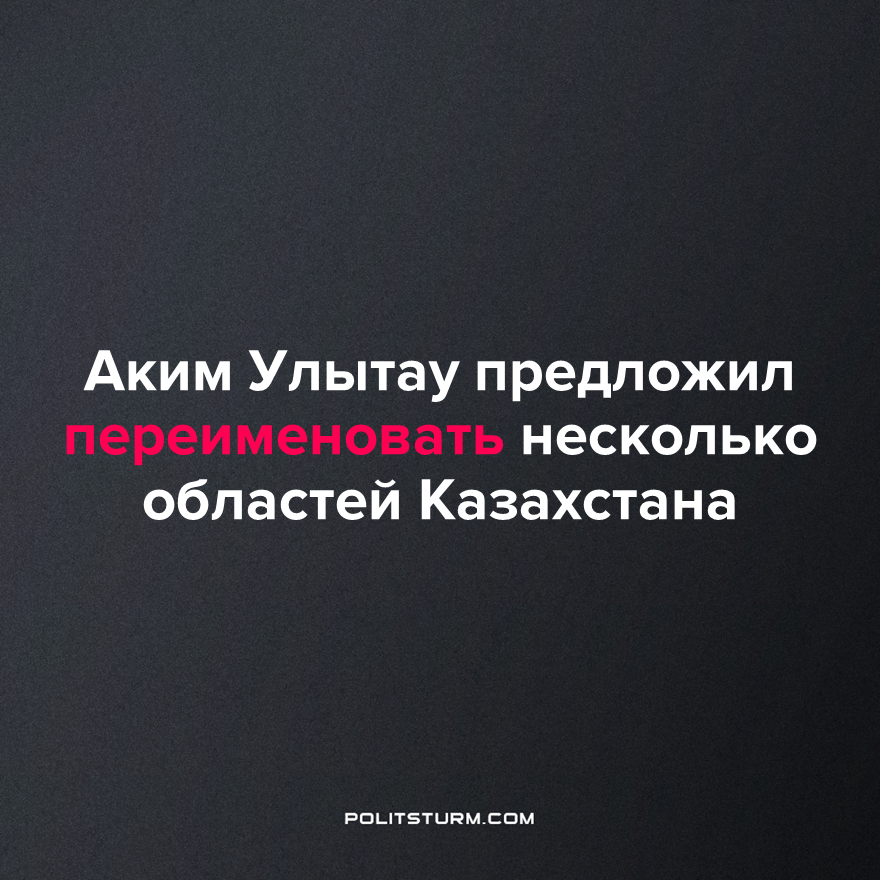 Аким Улытау предложил
переименовать несколько
областей Казахстана
POLITSTURM.COM